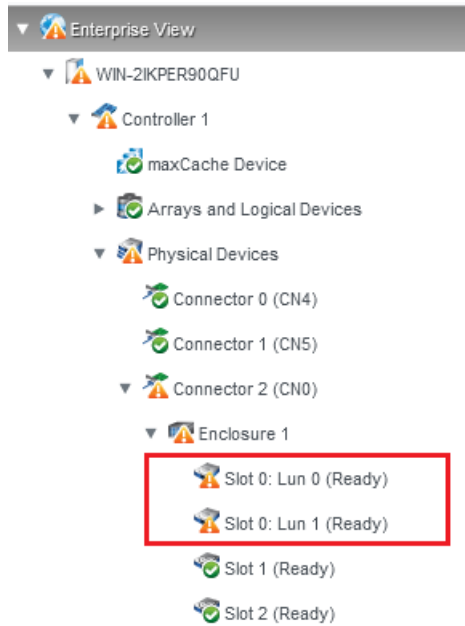 Enterprise View
WIN-2IKPER90QFU
Controller 1
maxCache Device
Arrays and Logical Devices
Physical Devices
Connector 0 (CN4)
Connector 1 (CN5)
Connector 2 (CN0)
Enclosure 1
Slot 0: Lun 0 (Ready)
Slot 0: Lun 1 (Ready)
Slot 1 (Ready)
Slot 2 (Ready)